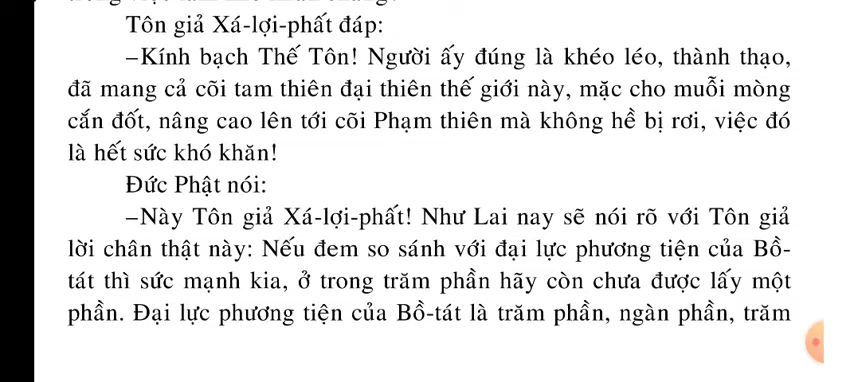 Tôn giả Xá-lợi-phất đáp:
–Kính bạch Thế Tôn! Người ấy đúng là khéo léo, thành thạo,
đã mang cả cõi tam thiên đại thiên thế giới này, mặc cho muỗi mòng
cắn đốt, nâng cao lên tới cõi Phạm thiên mà không hề bị rơi, việc đó
là hết sức khó khăn!
Đức Phật nói:
–Này Tôn giả Xá-lợi-phất! Như Lai nay sẽ nói rõ với Tôn giả
lời chân thật này: Nếu đem so sánh với đại lực phương tiện của Bồ-
tát thì sức mạnh kia, ở trong trăm phần hãy còn chưa được lấy một
phần. Đại lực phương tiện của Bồ-tát là trăm phần, ngàn phần, trăm